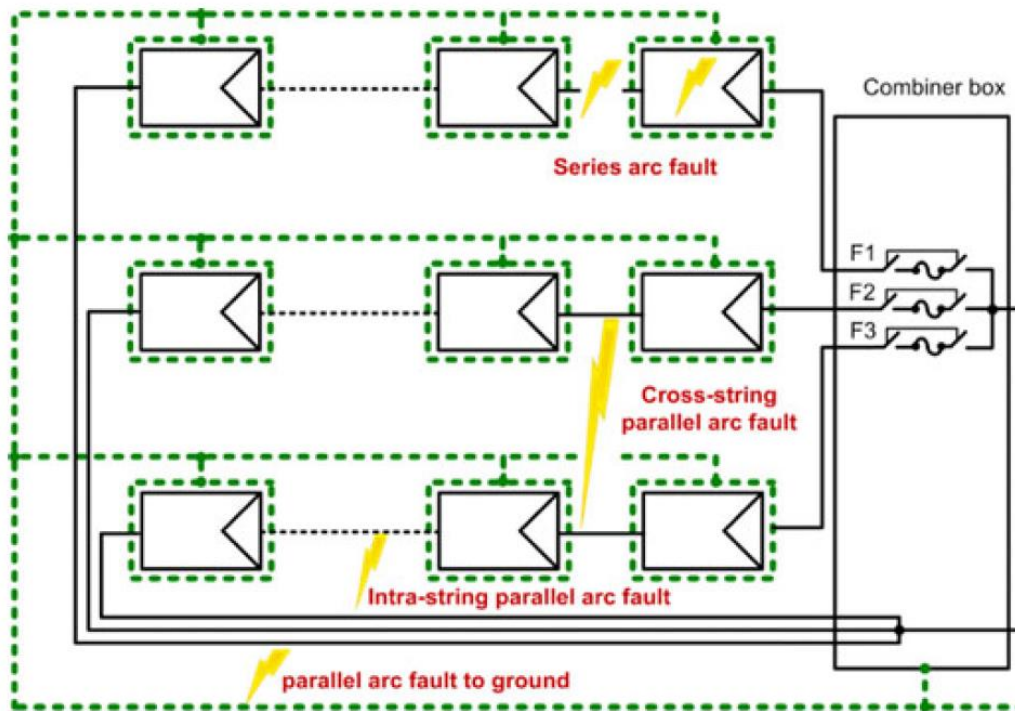 Combiner box
Series arc fault
F1
F2
F3
Cross-string
parallel arc fault
Intra-string parallel arc fault
parallel arc fault to ground